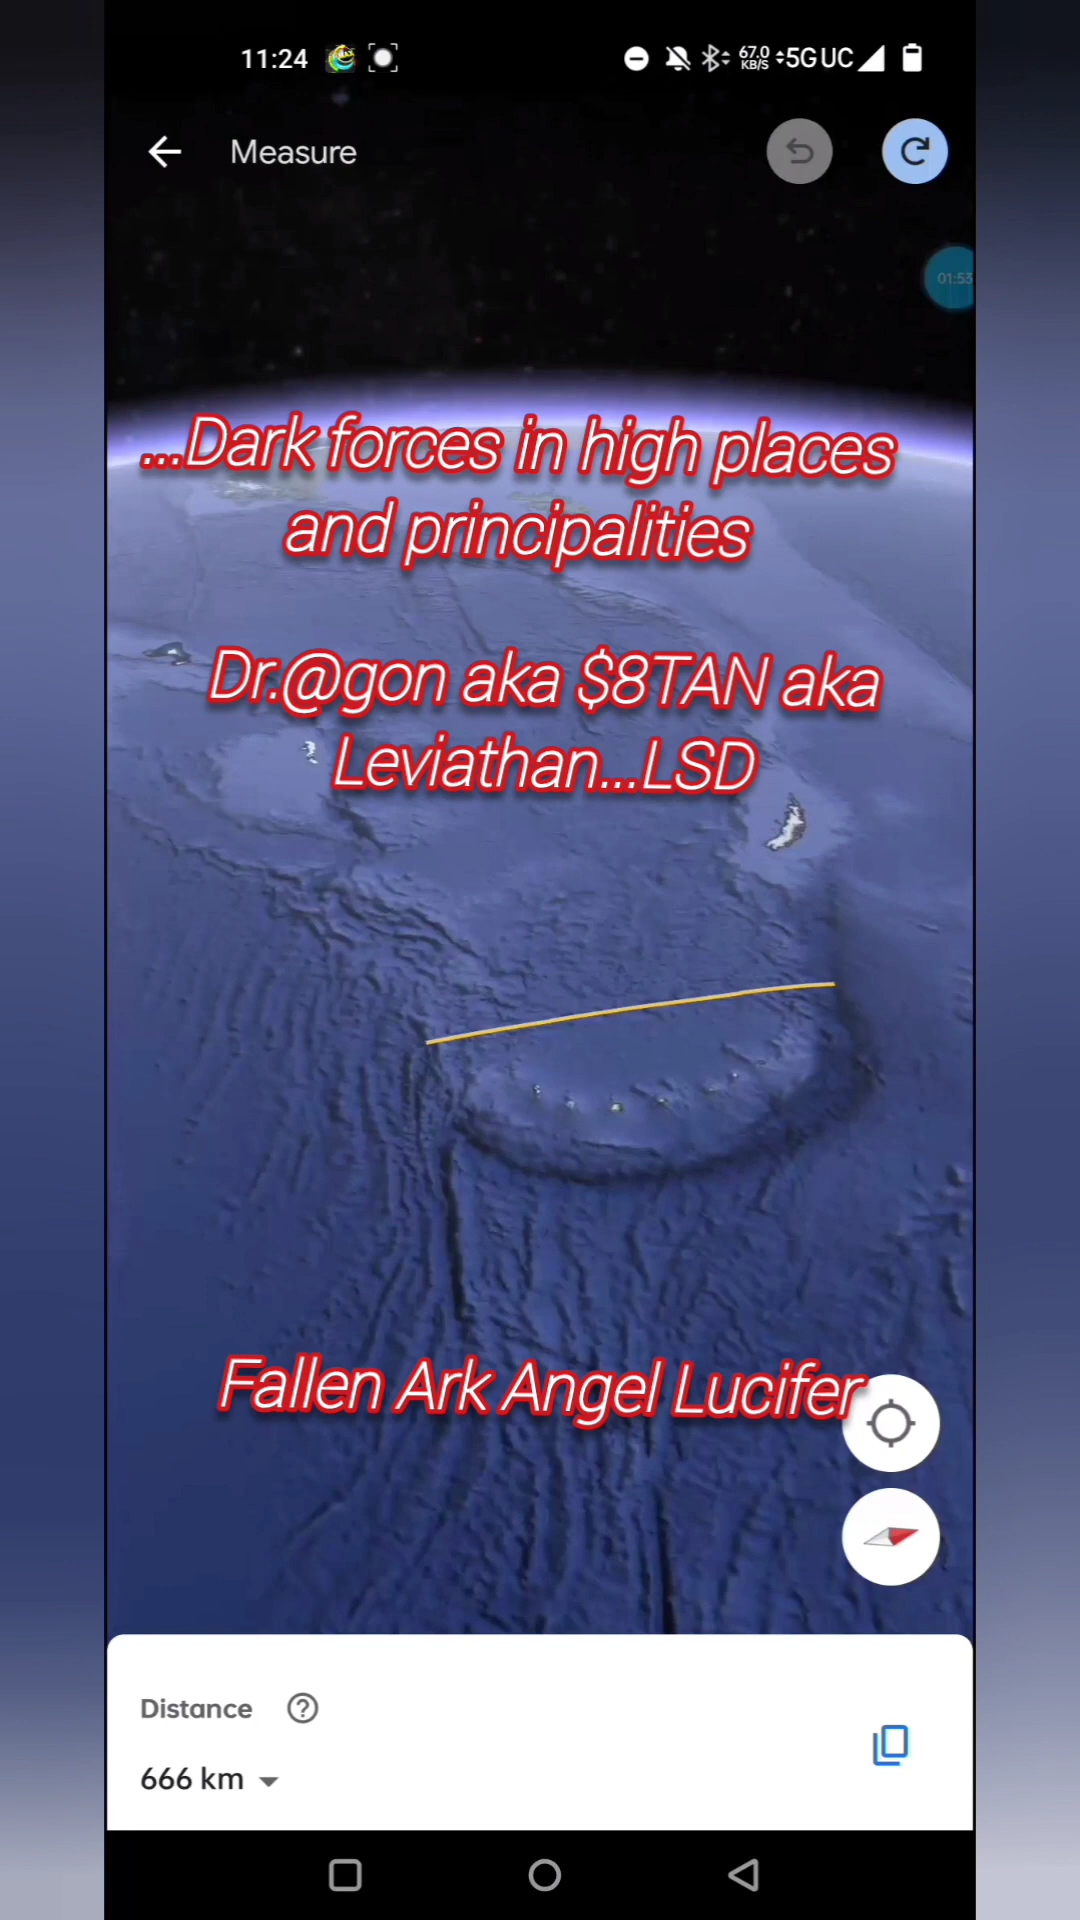 11:24
67.0
KB/S
5G UC
Measure
01:53
...Dark forces in high places
and principalities
Dr.@gon aka $8TAN aka
Leviathan...LSD
Fallen Ark Angel Lucifer
Distance
666 km